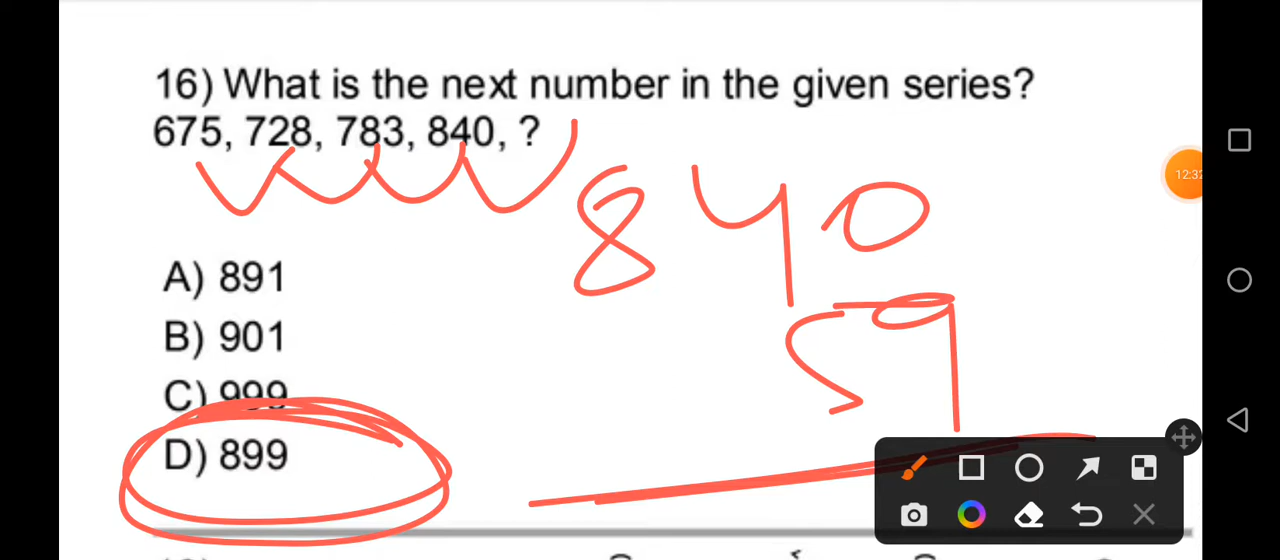 16) What is the next number in the given series?
675, 728, 783, 840, ?
840
59
A) 891
B) 901
C) 999
D) 899
12:32